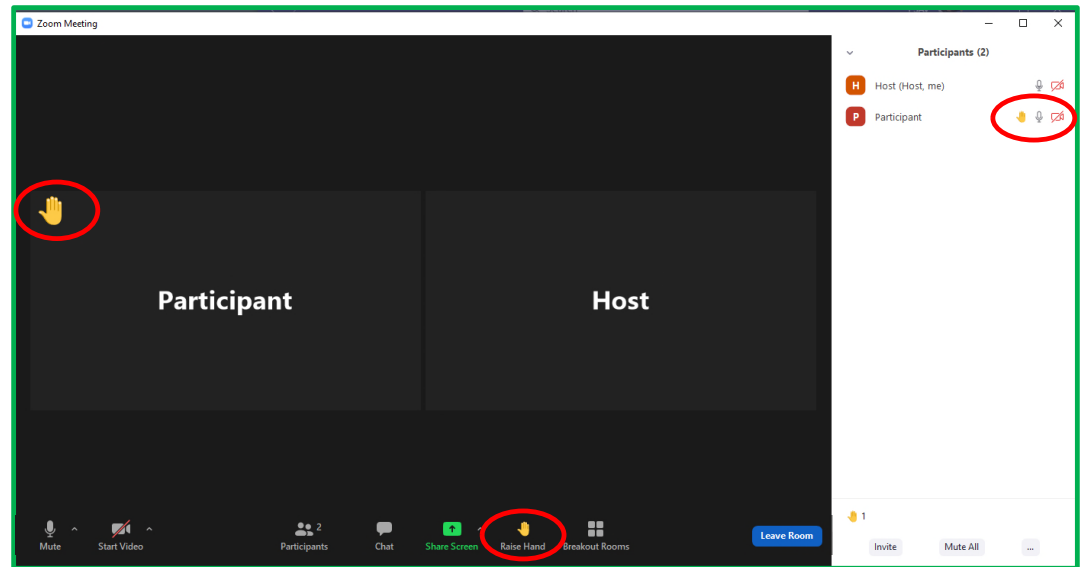 Zoom Meeting
Participants (2)
H Host (Host, me)
P Participant
Participant
Host
1
Mute
Start Video
2
Participants
Chat
Share Screen
Raise Hand
Breakout Rooms
Leave Room
Invite
Mute All
...